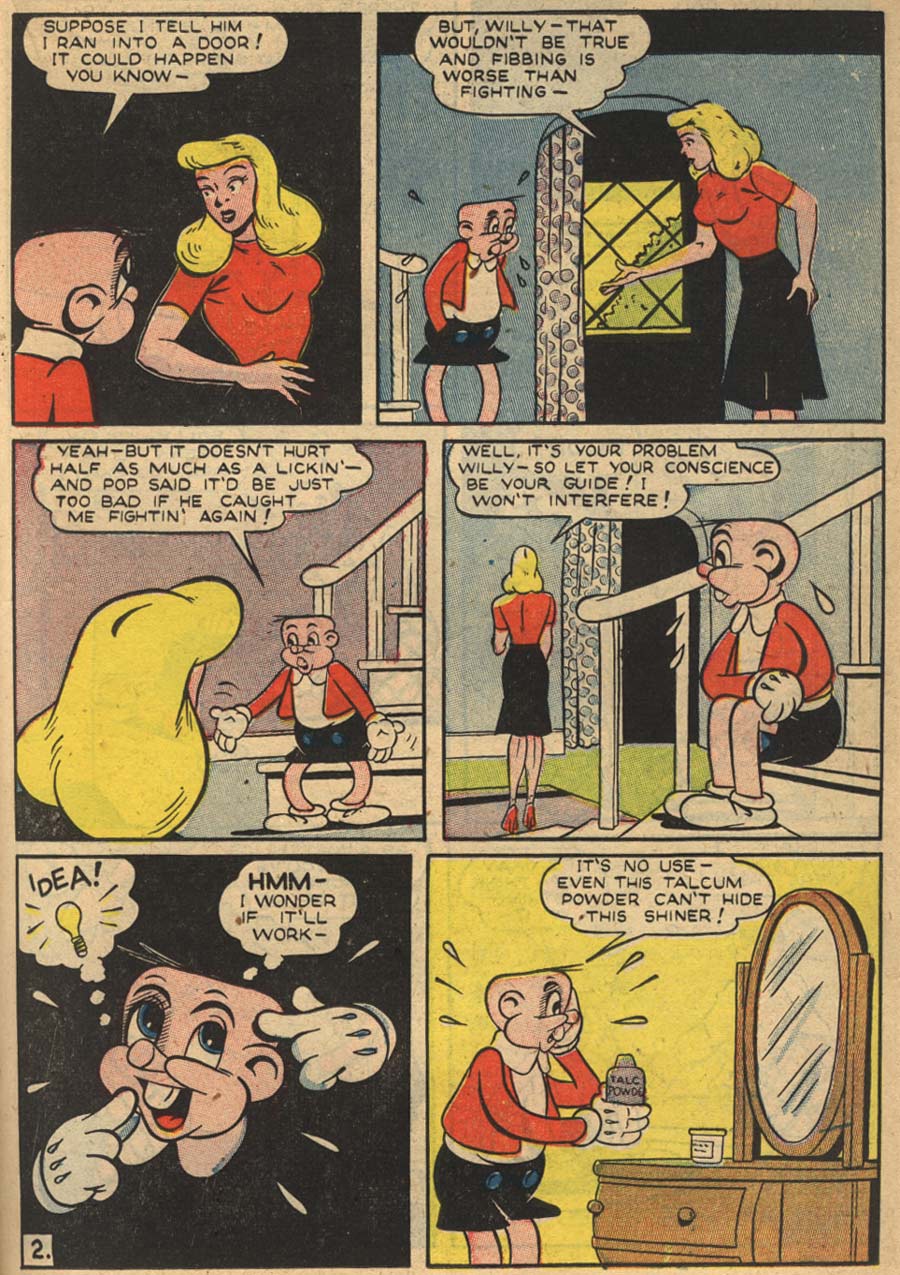 SUPPOSE I TELL HIM
I RAN INTO A DOOR!
IT COULD HAPPEN
YOU KNOW—
BUT, WILLY—THAT
WOULDN'T BE TRUE
AND FIBBING IS
WORSE THAN
FIGHTING—
YEAH—BUT IT DOESN'T HURT
HALF AS MUCH AS A LICKIN'—
AND POP SAID IT'D BE JUST
TOO BAD IF HE CAUGHT
ME FIGHTIN' AGAIN!
WELL, IT'S YOUR PROBLEM
WILLY—SO LET YOUR CONSCIENCE
BE YOUR GUIDE! I
WON'T INTERFERE!
IDEA!
HMM—
I WONDER
IF IT'LL
WORK—
IT'S NO USE—
EVEN THIS TALCUM
POWDER CAN'T HIDE
THIS SHINER!
TALC
POWDE
2.